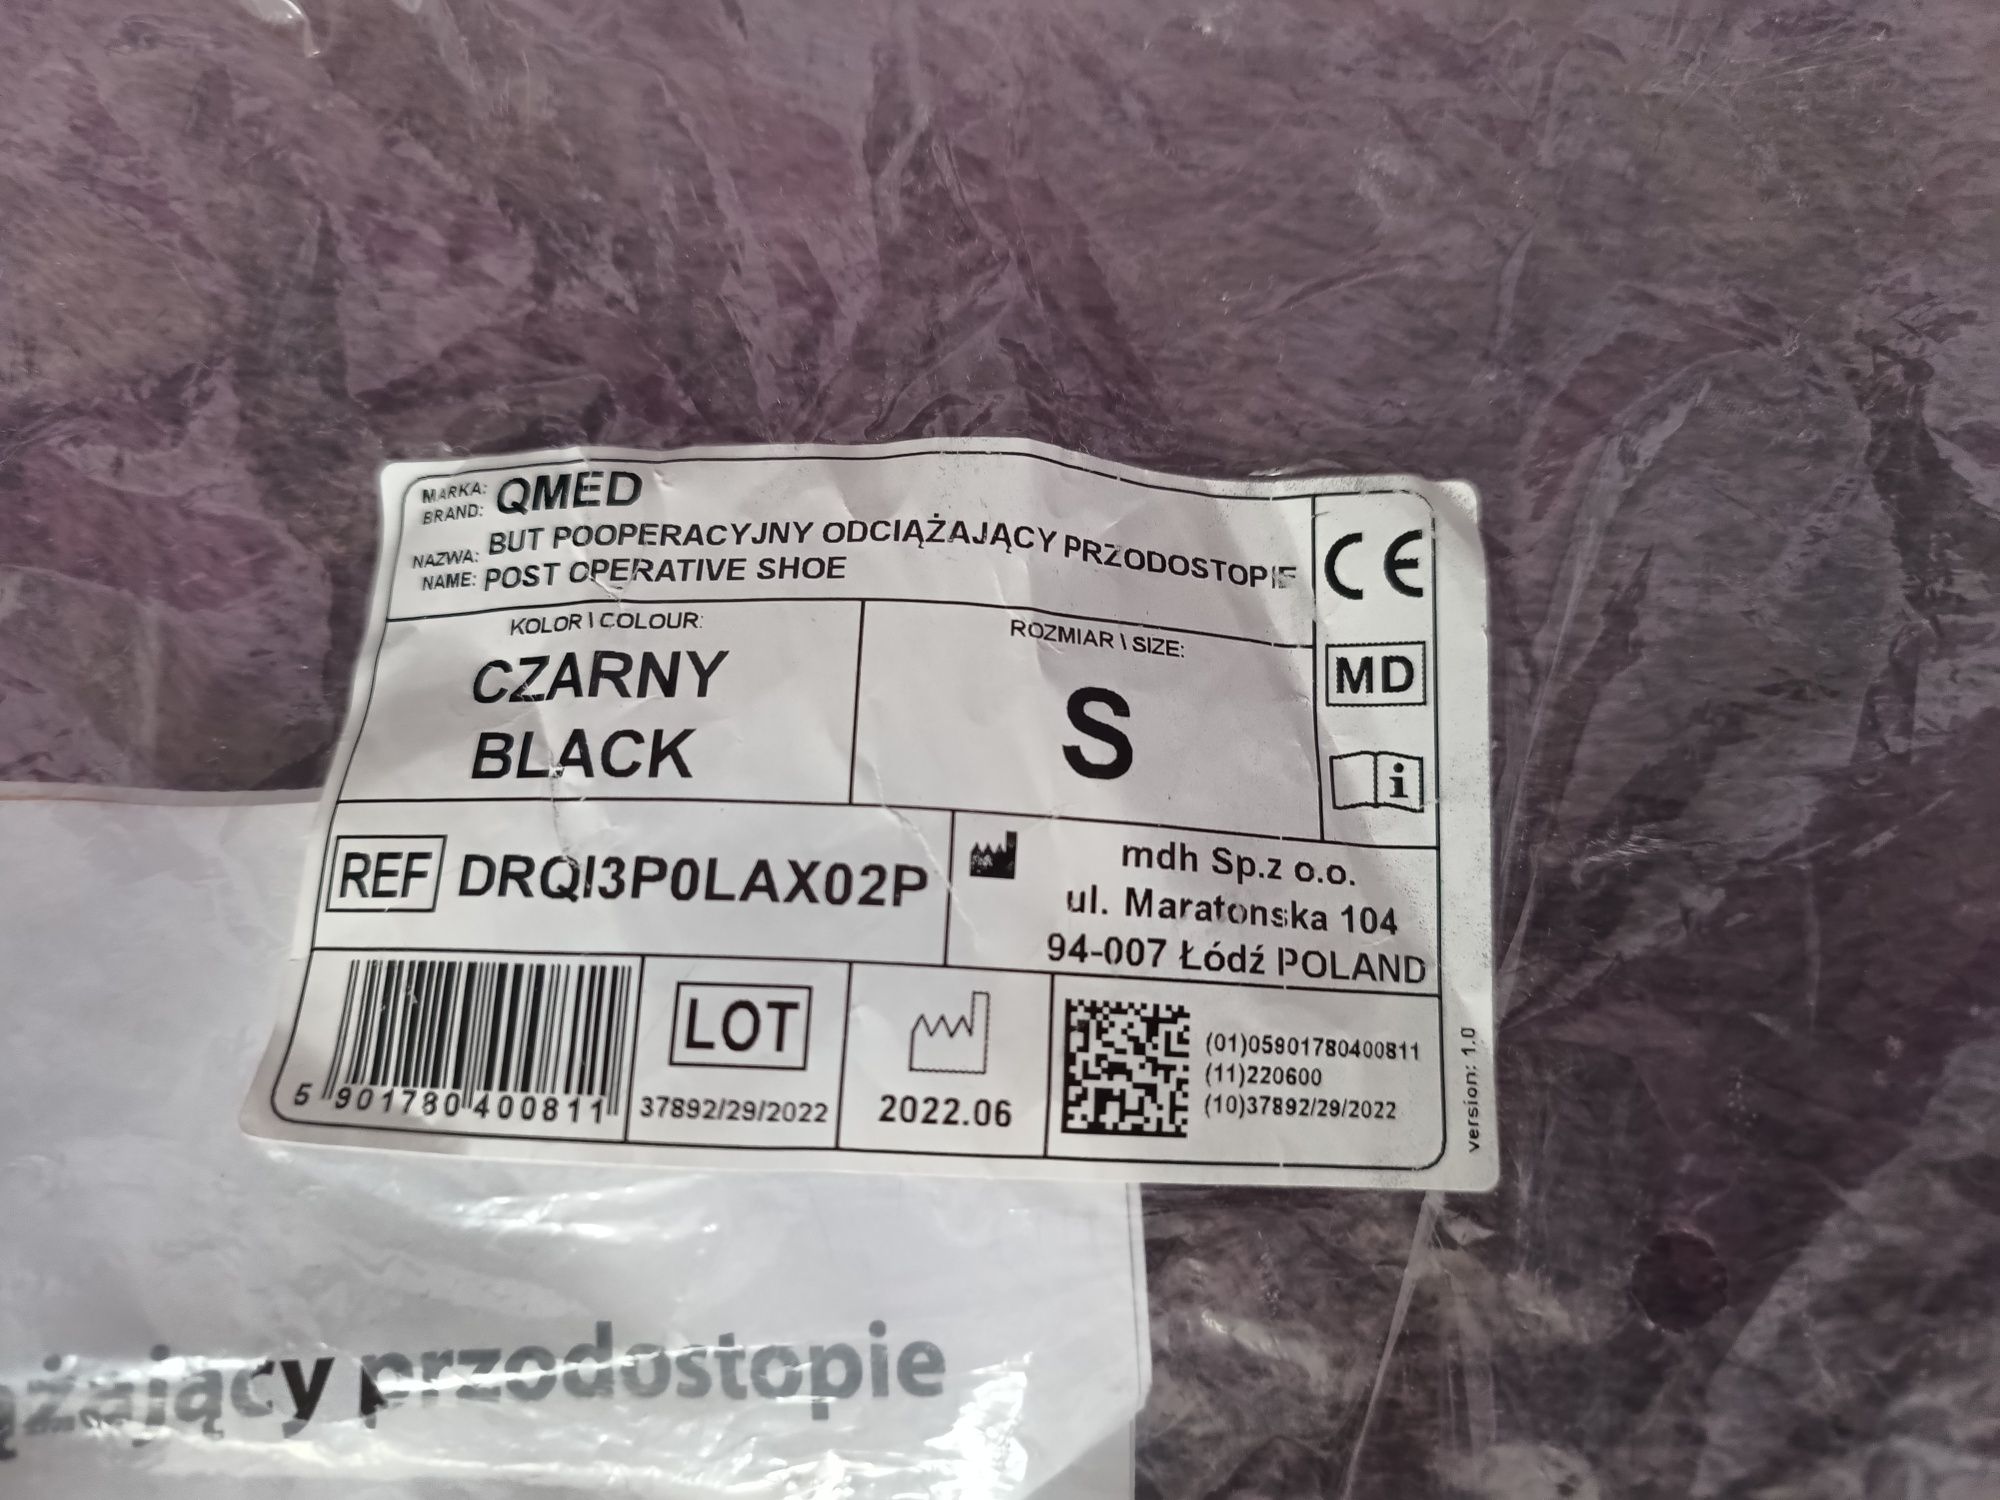 MARKA: QMED
BRAND:
NAZWA: BUT POOPERACYJNY ODCIĄŻAJĄCY PRZODOSTOPIE
NAME: POST OPERATIVE SHOE
KOLOR \ COLOUR:
CZARNY
BLACK
ROZMIAR \ SIZE:
S
CE
MD
i
REF DRQI3P0LAX02P
mdh Sp.z o.o.
ul. Maratonska 104
94-007 Łódź POLAND
5 901780 400811
LOT
37892/29/2022
2022.06
(01)05901780400811
(11)220600
(10)37892/29/2022
version: 1.0
ążający przodostopie